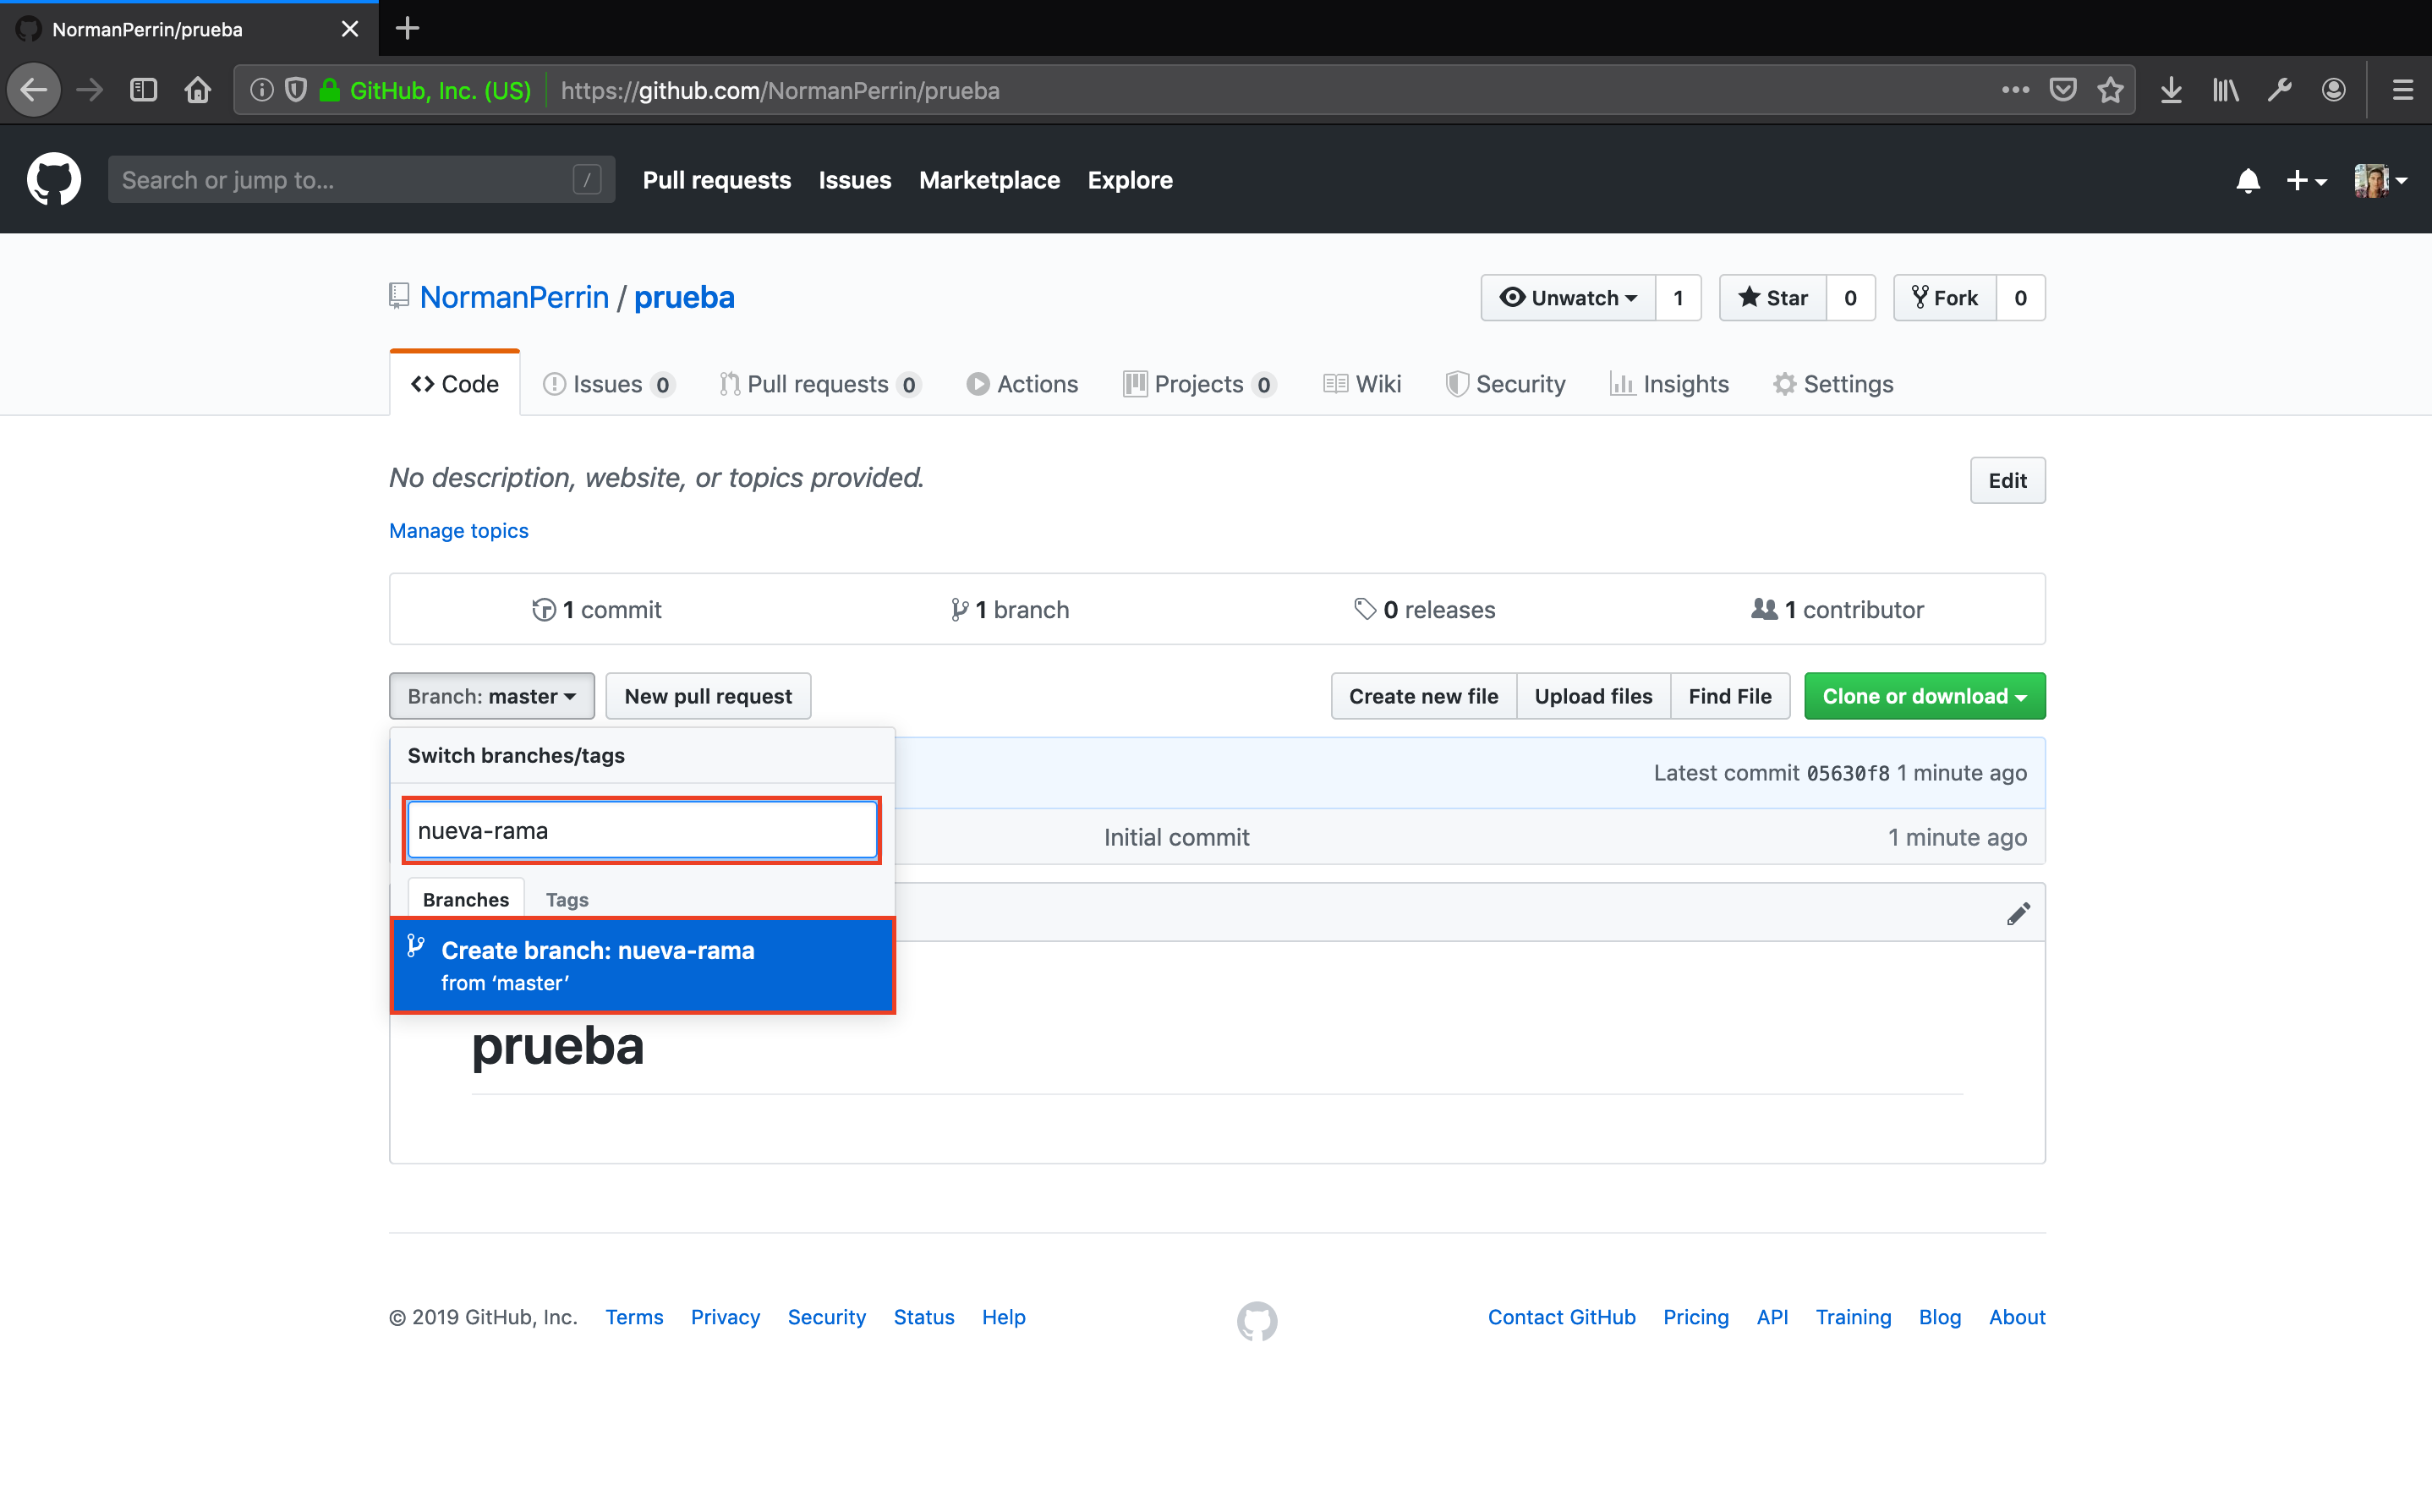 NormanPerrin/prueba
GitHub, Inc. (US) https://github.com/NormanPerrin/prueba
Search or jump to... / Pull requests Issues Marketplace Explore
NormanPerrin / prueba Unwatch 1 Star 0 Fork 0
Code Issues 0 Pull requests 0 Actions Projects 0 Wiki Security Insights Settings
No description, website, or topics provided. Edit
Manage topics
1 commit 1 branch 0 releases 1 contributor
Branch: master New pull request Create new file Upload files Find File Clone or download
Switch branches/tags
Latest commit 05630f8 1 minute ago
nueva-rama
Initial commit 1 minute ago
Branches Tags
Create branch: nueva-rama
from ‘master’
prueba
© 2019 GitHub, Inc. Terms Privacy Security Status Help Contact GitHub Pricing API Training Blog About